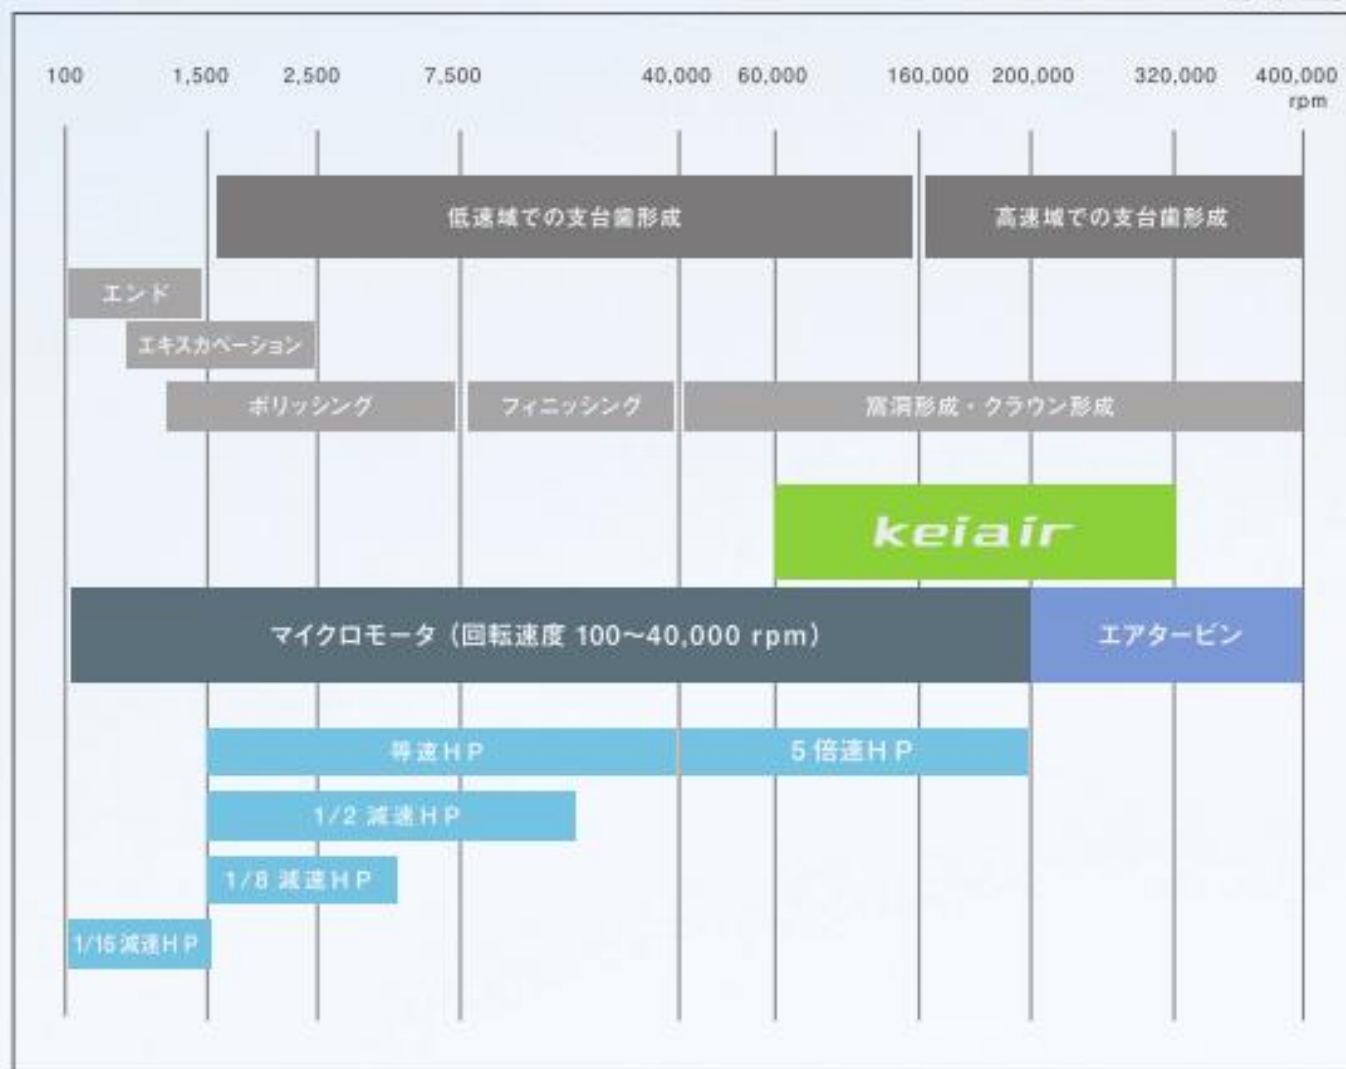 100 1,500 2,500 7,500 40,000 60,000 160,000 200,000 320,000 400,000
rpm
低速域での支台歯形成 高速域での支台歯形成
エンド
エキスカベーション
ポリッシング フィニッシング 窩洞形成・クラウン形成
keiair
マイクロモータ（回転速度 100〜40,000 rpm） エアタービン
等速HP 5倍速HP
1/2 減速HP
1/8 減速HP
1/16 減速HP